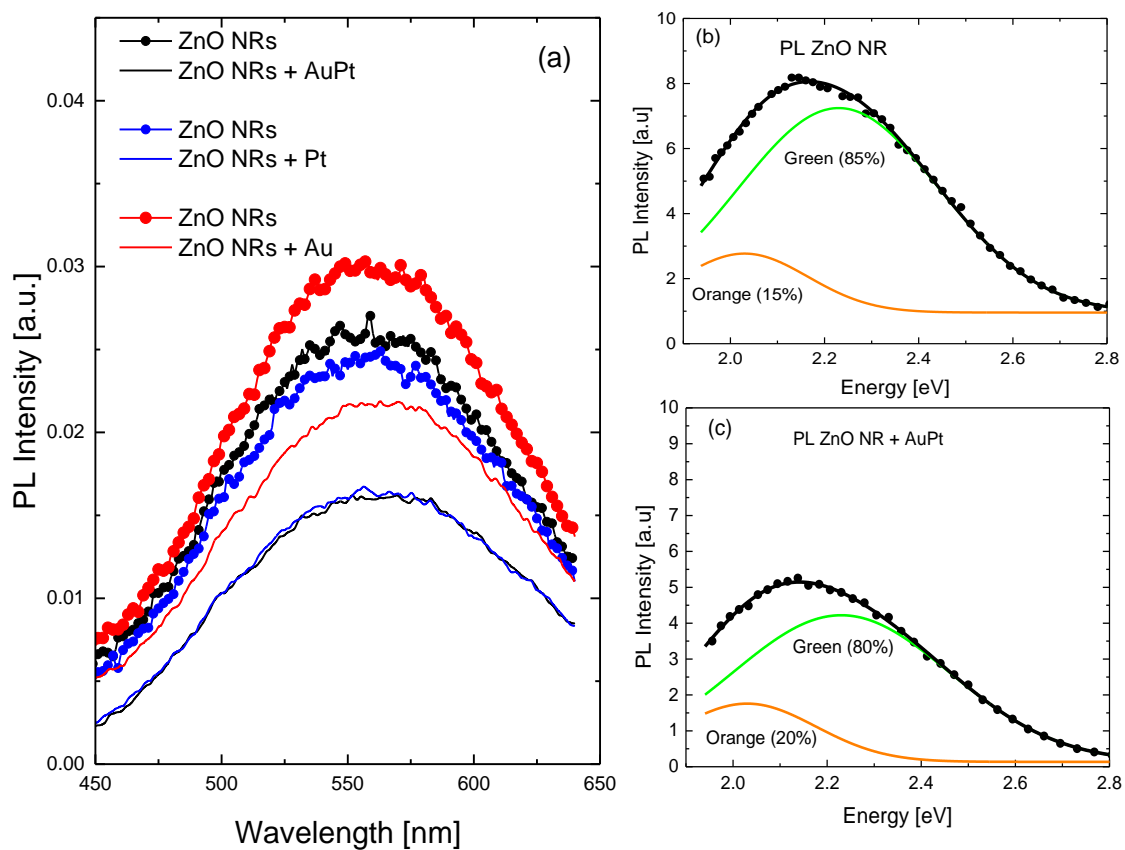 ZnO NRs
ZnO NRs + AuPt
(a)
ZnO NRs
ZnO NRs + Pt
ZnO NRs
ZnO NRs + Au
PL Intensity [a.u.]
0.04
0.03
0.02
0.01
0.00
450
500
550
600
650
Wavelength [nm]
(b)
PL ZnO NR
Green (85%)
Orange (15%)
PL Intensity [a.u]
10
8
6
4
2
0
2.0
2.2
2.4
2.6
2.8
Energy [eV]
(c)
PL ZnO NR + AuPt
Green (80%)
Orange (20%)
PL Intensity [a.u]
10
9
8
7
6
5
4
3
2
1
0
2.0
2.2
2.4
2.6
2.8
Energy [eV]